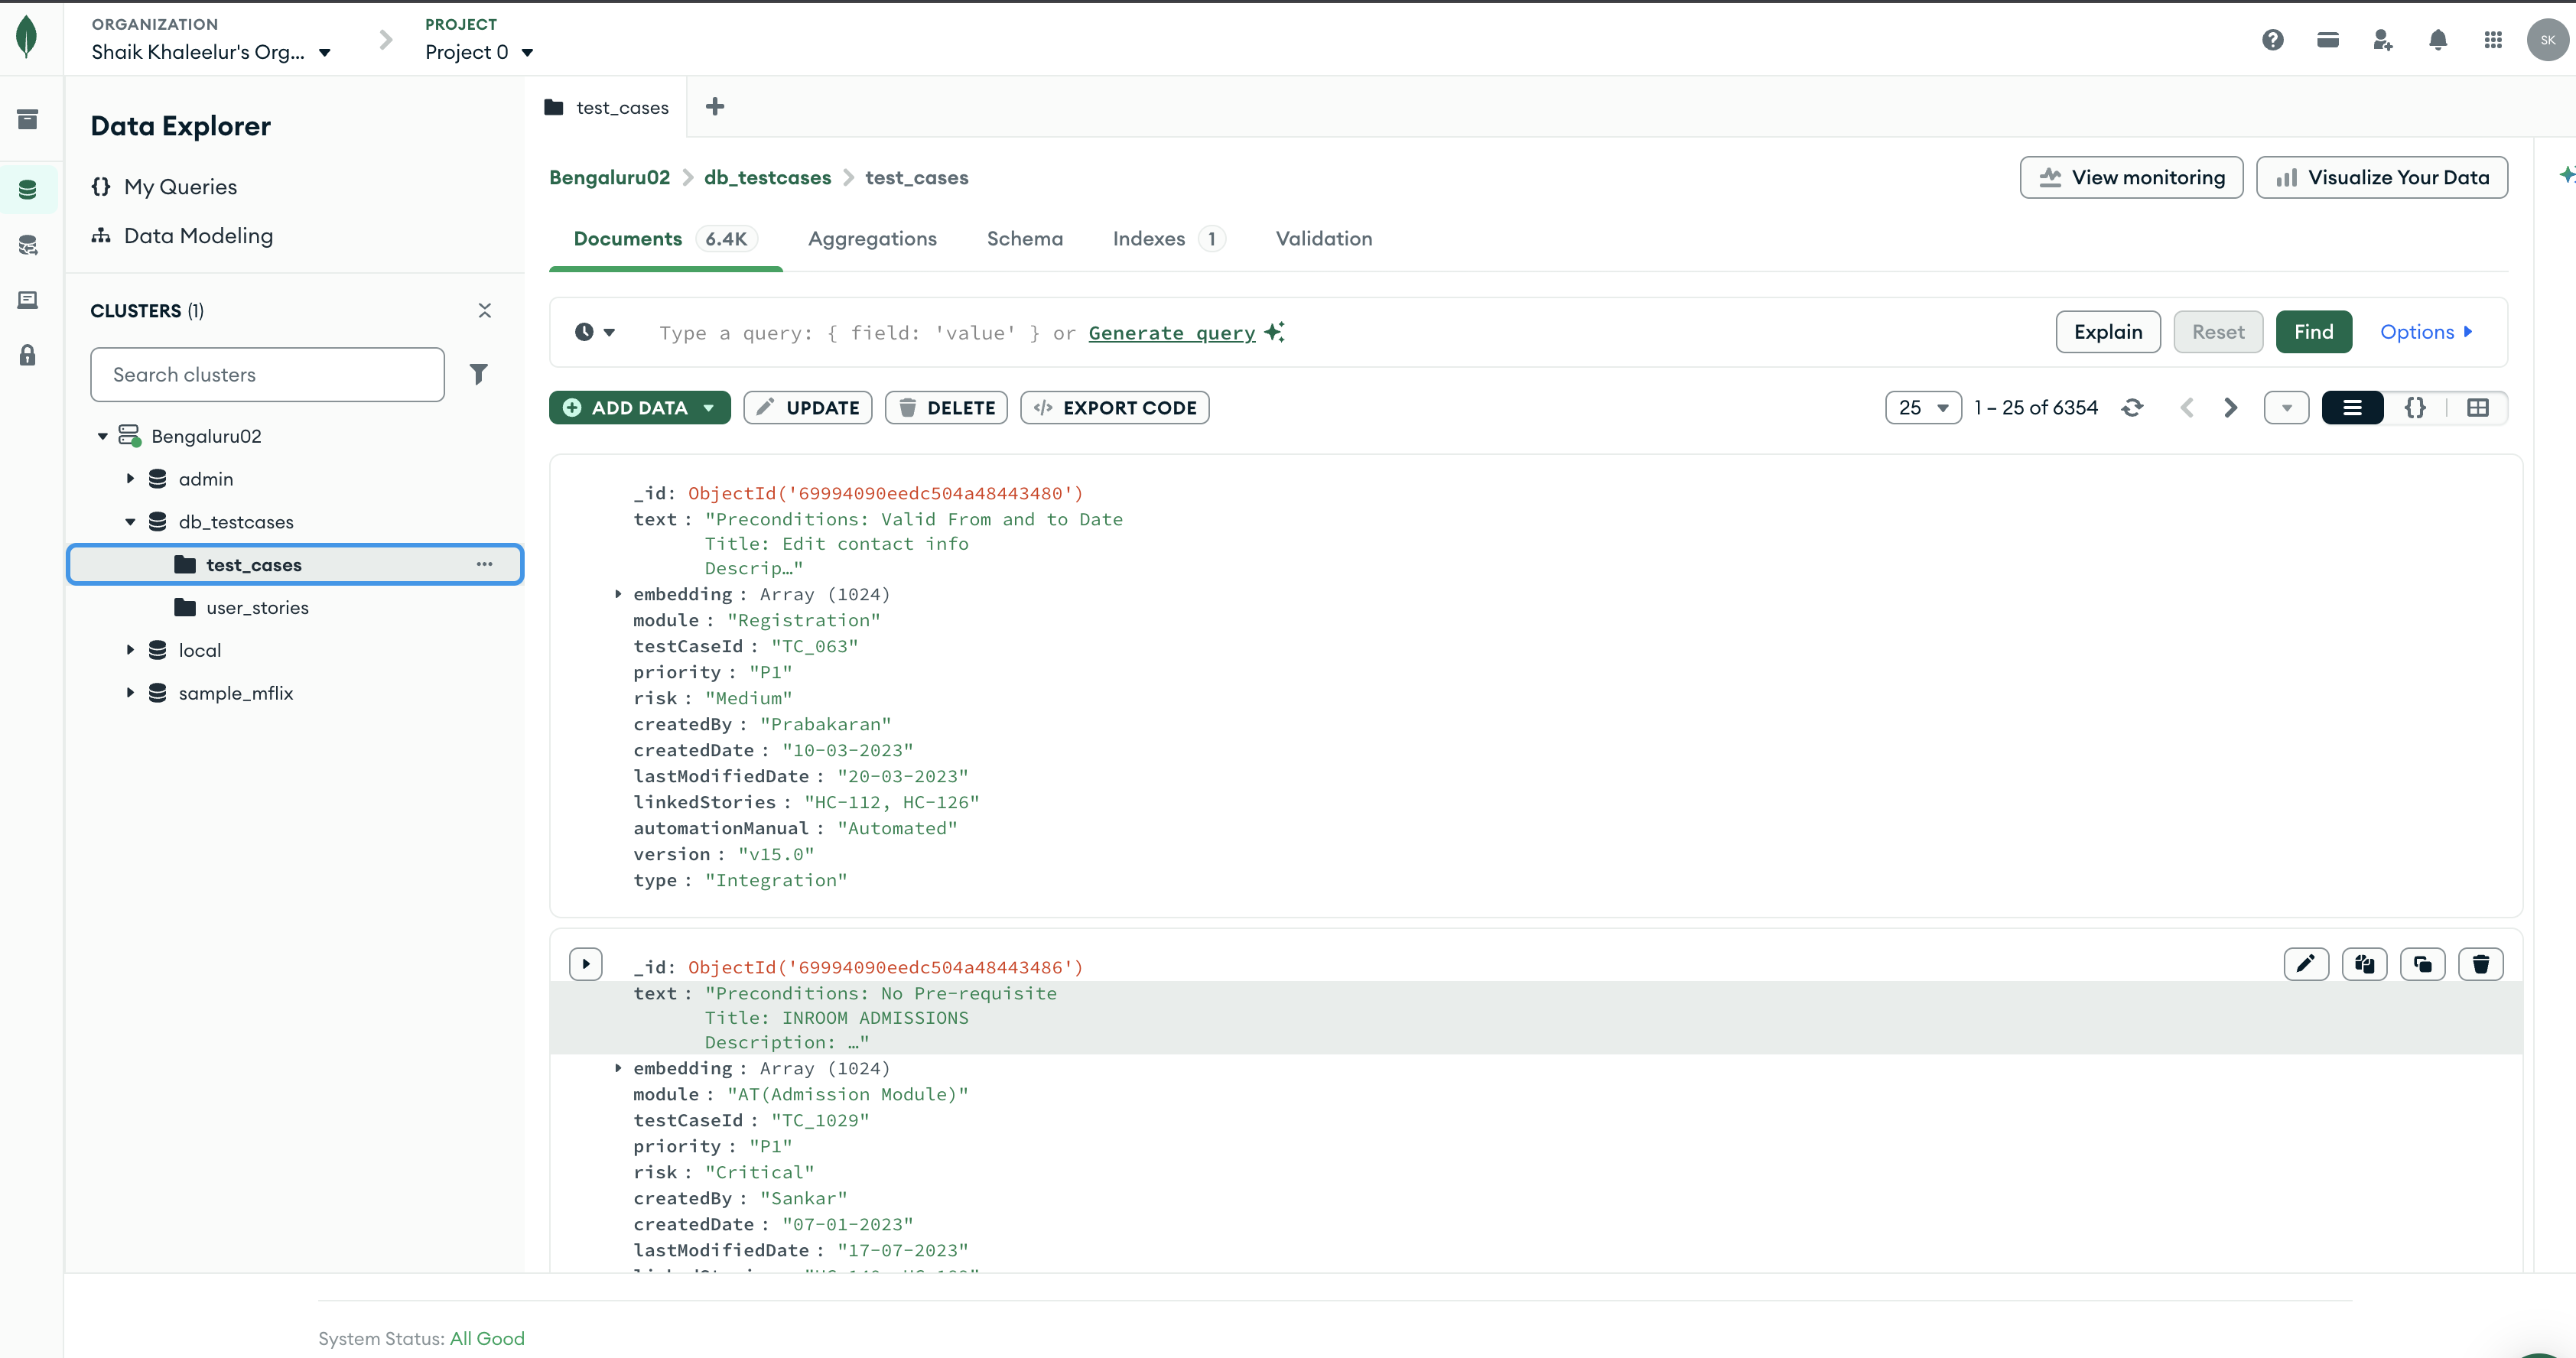 ORGANIZATION
Shaik Khaleelur's Org...
PROJECT
Project 0
SK
Data Explorer
My Queries
Data Modeling
CLUSTERS (1)
Search clusters
Bengaluru02
admin
db_testcases
test_cases
user_stories
local
sample_mflix
test_cases
Bengaluru02 > db_testcases > test_cases
View monitoring
Visualize Your Data
Documents 6.4K
Aggregations
Schema
Indexes 1
Validation
Type a query: { field: 'value' } or Generate query
Explain
Reset
Find
Options
ADD DATA
UPDATE
DELETE
EXPORT CODE
25
1 – 25 of 6354
_id: ObjectId('69994090eedc504a48443480')
text : "Preconditions: Valid From and to Date
Title: Edit contact info
Descrip…"
embedding : Array (1024)
module : "Registration"
testCaseId : "TC_063"
priority : "P1"
risk : "Medium"
createdBy : "Prabakaran"
createdDate : "10-03-2023"
lastModifiedDate : "20-03-2023"
linkedStories : "HC-112, HC-126"
automationManual : "Automated"
version : "v15.0"
type : "Integration"
_id: ObjectId('69994090eedc504a48443486')
text : "Preconditions: No Pre-requisite
Title: INROOM ADMISSIONS
Description: …"
embedding : Array (1024)
module : "AT(Admission Module)"
testCaseId : "TC_1029"
priority : "P1"
risk : "Critical"
createdBy : "Sankar"
createdDate : "07-01-2023"
lastModifiedDate : "17-07-2023"
System Status: All Good